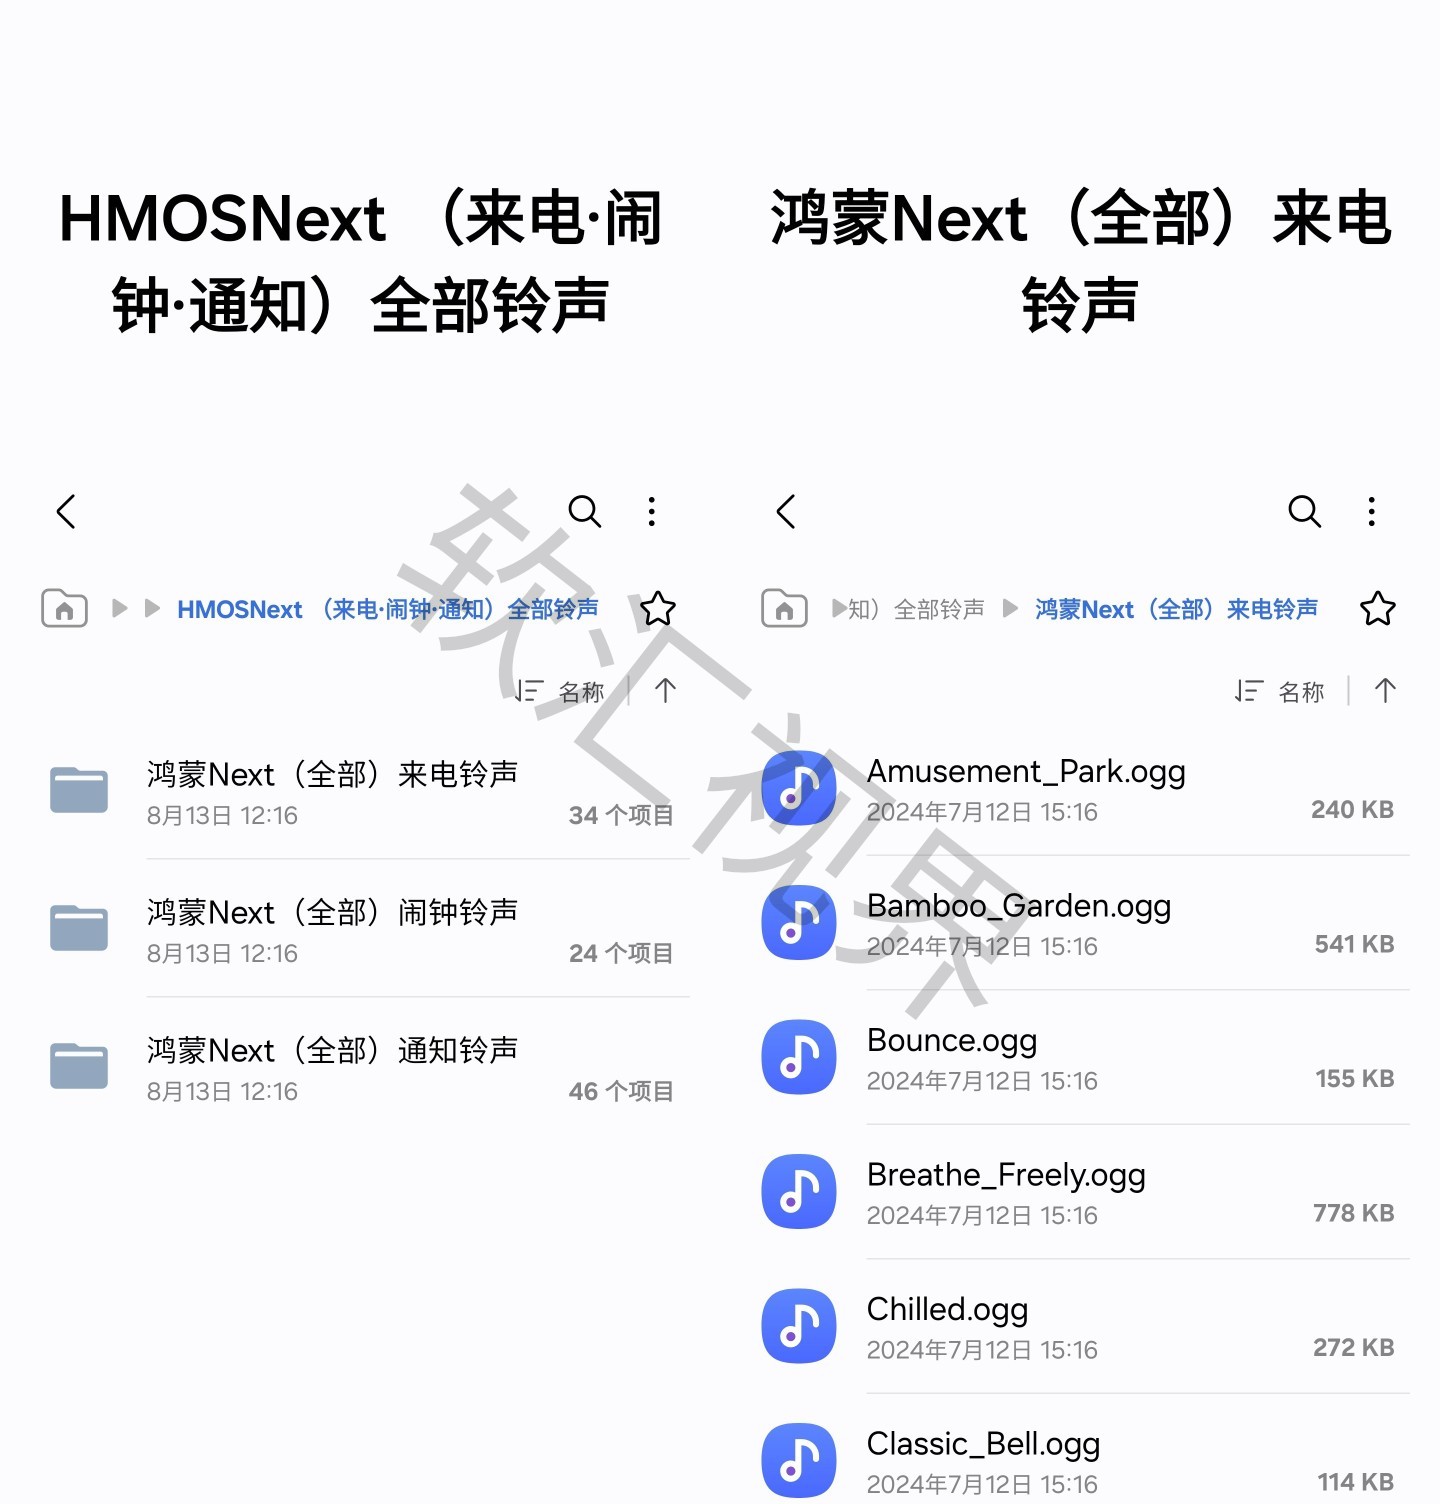 HMOSNext （来电·闹
钟·通知）全部铃声
HMOSNext （来电·闹钟·通知）全部铃声
名称
鸿蒙Next（全部）来电铃声
8月13日 12:16
34 个项目
鸿蒙Next（全部）闹钟铃声
8月13日 12:16
24 个项目
鸿蒙Next（全部）通知铃声
8月13日 12:16
46 个项目
鸿蒙Next（全部）来电
铃声
知）全部铃声
鸿蒙Next（全部）来电铃声
名称
Amusement_Park.ogg
2024年7月12日 15:16
240 KB
Bamboo_Garden.ogg
2024年7月12日 15:16
541 KB
Bounce.ogg
2024年7月12日 15:16
155 KB
Breathe_Freely.ogg
2024年7月12日 15:16
778 KB
Chilled.ogg
2024年7月12日 15:16
272 KB
Classic_Bell.ogg
2024年7月12日 15:16
114 KB
软汇视界